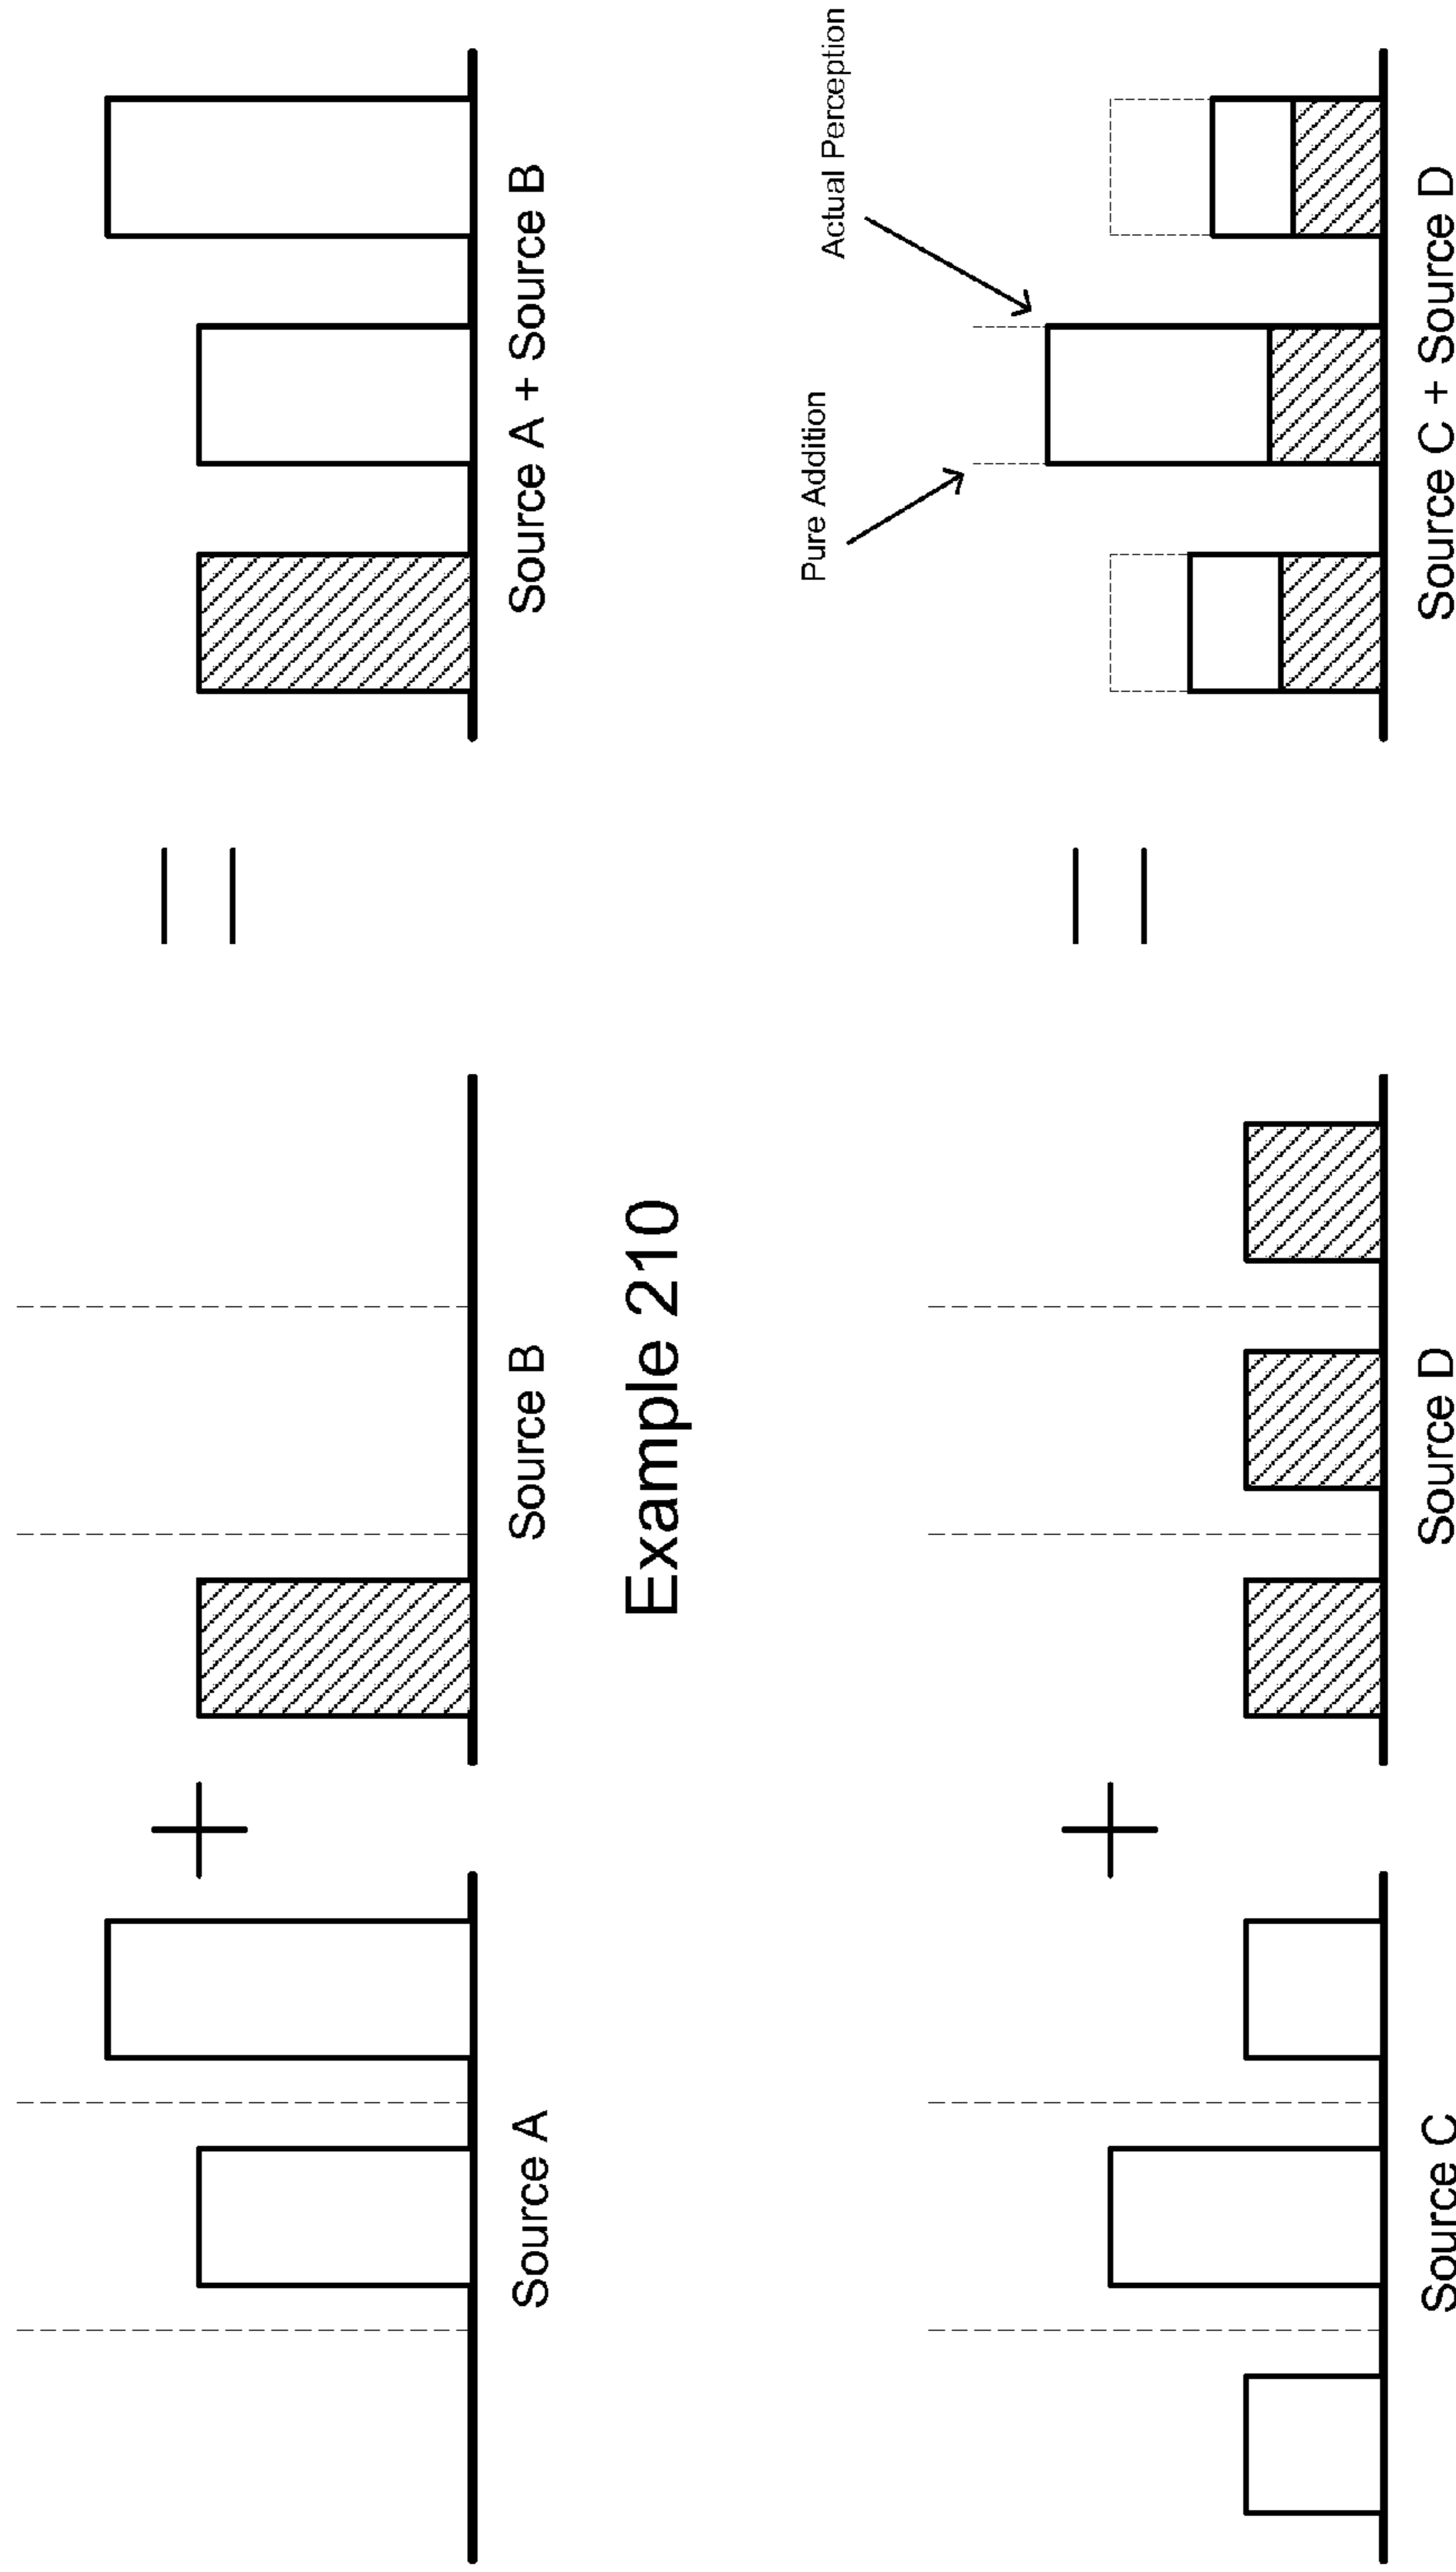 Source A
Source B
Source A + Source B
Example 210
Pure Addition
Actual Perception
Source C
Source D
Source C + Source D